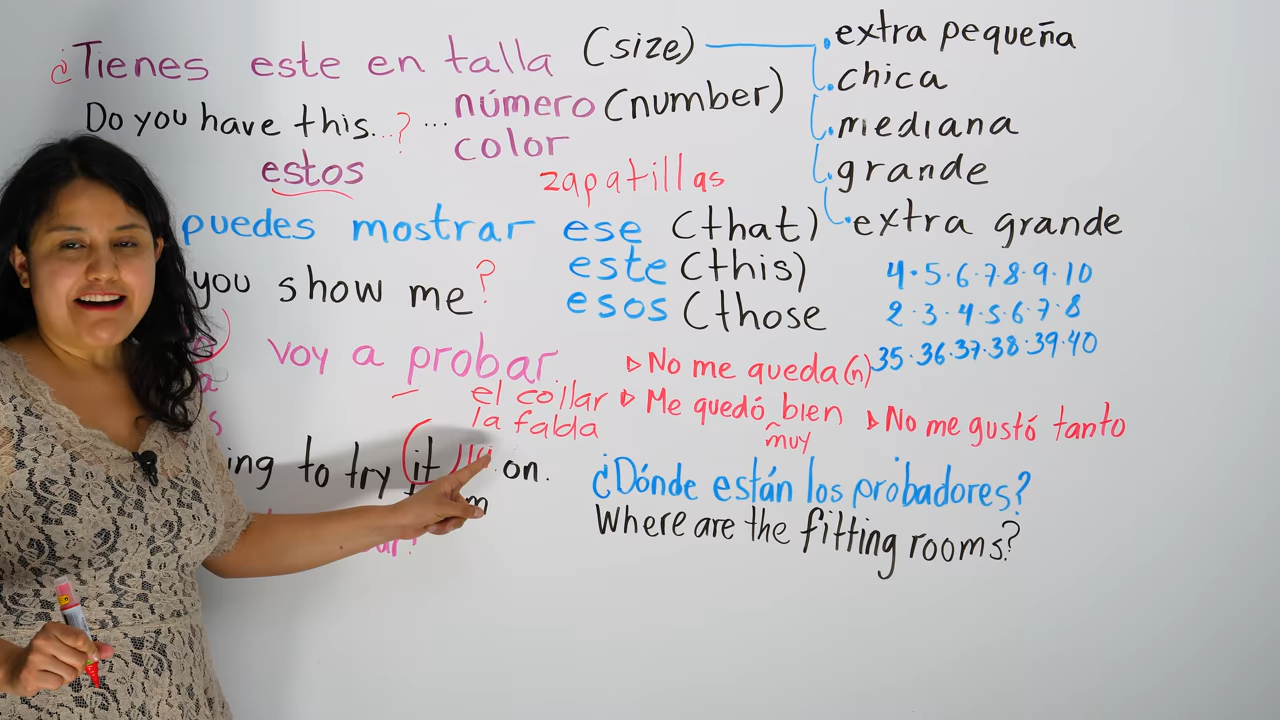 ¿Tienes este en talla (size)
Do you have this...? ... número (number)
color
estos
zapatillas
extra pequeña
chica
mediana
grande
extra grande
puedes mostrar ese (that)
you show me? este (this)
esos (those
4·5·6·7·8·9·10
2·3·4·5·6·7·8
35·36·37·38·39·40
voy a probar
el collar
la falda
ing to try (it on.
No me queda(n)
Me quedó bien
muy
No me gustó tanto
¿Dónde están los probadores?
Where are the fitting rooms?